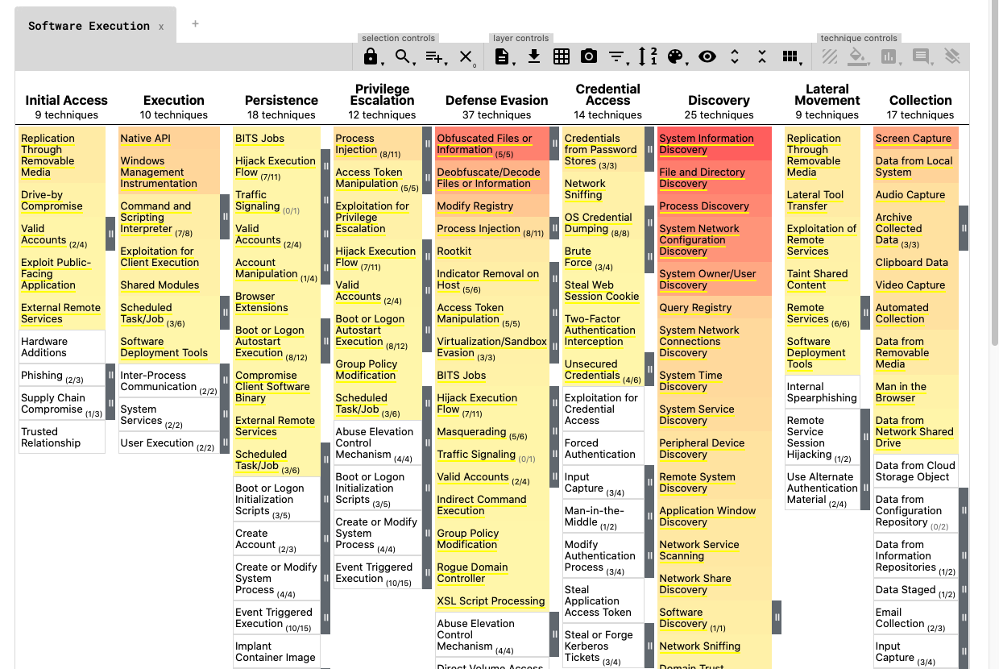 Software Execution x
+
selection controls
layer controls
technique controls
Initial Access
9 techniques
Replication
Through
Removable
Media
Drive-by
Compromise
Valid
Accounts (2/4)
Exploit Public-
Facing
Application
External Remote
Services
Hardware
Additions
Phishing (2/3)
Supply Chain
Compromise (1/3)
Trusted
Relationship
Execution
10 techniques
Native API
Windows
Management
Instrumentation
Command and
Scripting
Interpreter (7/8)
Exploitation for
Client Execution
Shared Modules
Scheduled
Task/Job (3/6)
Software
Deployment Tools
Inter-Process
Communication (2/2)
System
Services (2/2)
User Execution (2/2)
Persistence
18 techniques
BITS Jobs
Hijack Execution
Flow (7/11)
Traffic
Signaling (0/1)
Valid
Accounts (2/4)
Account
Manipulation (1/4)
Browser
Extensions
Boot or Logon
Autostart
Execution (8/12)
Compromise
Client Software
Binary
External Remote
Services
Scheduled
Task/Job (3/6)
Boot or Logon
Initialization
Scripts (3/5)
Create
Account (2/3)
Create or Modify
System
Process (4/4)
Event Triggered
Execution (10/15)
Implant
Container Image
Privilege
Escalation
12 techniques
Process
Injection (8/11)
Access Token
Manipulation (5/5)
Exploitation for
Privilege
Escalation
Hijack Execution
Flow (7/11)
Valid
Accounts (2/4)
Boot or Logon
Autostart
Execution (8/12)
Group Policy
Modification
Scheduled
Task/Job (3/6)
Abuse Elevation
Control
Mechanism (4/4)
Boot or Logon
Initialization
Scripts (3/5)
Create or Modify
System
Process (4/4)
Event Triggered
Execution (10/15)
Defense Evasion
37 techniques
Obfuscated Files or
Information (5/5)
Deobfuscate/Decode
Files or Information
Modify Registry
Process Injection (8/11)
Rootkit
Indicator Removal on
Host (5/6)
Access Token
Manipulation (5/5)
Virtualization/Sandbox
Evasion (3/3)
BITS Jobs
Hijack Execution
Flow (7/11)
Masquerading (5/6)
Traffic Signaling (0/1)
Valid Accounts (2/4)
Indirect Command
Execution
Group Policy
Modification
Rogue Domain
Controller
XSL Script Processing
Abuse Elevation
Control
Mechanism (4/4)
Direct Volume Access
Credential
Access
14 techniques
Credentials
from Password
Stores (3/3)
Network
Sniffing
OS Credential
Dumping (8/8)
Brute
Force (3/4)
Steal Web
Session Cookie
Two-Factor
Authentication
Interception
Unsecured
Credentials (4/6)
Exploitation for
Credential
Access
Forced
Authentication
Input
Capture (3/4)
Man-in-the-
Middle (1/2)
Modify
Authentication
Process (3/4)
Steal
Application
Access Token
Steal or Forge
Kerberos
Tickets (3/4)
Discovery
25 techniques
System Information
Discovery
File and Directory
Discovery
Process Discovery
System Network
Configuration
Discovery
System Owner/User
Discovery
Query Registry
System Network
Connections
Discovery
System Time
Discovery
System Service
Discovery
Peripheral Device
Discovery
Remote System
Discovery
Application Window
Discovery
Network Service
Scanning
Network Share
Discovery
Software
Discovery (1/1)
Network Sniffing
Domain Trust
Lateral
Movement
9 techniques
Replication
Through
Removable
Media
Lateral Tool
Transfer
Exploitation of
Remote
Services
Taint Shared
Content
Remote
Services (6/6)
Software
Deployment
Tools
Internal
Spearphishing
Remote
Service
Session
Hijacking (1/2)
Use Alternate
Authentication
Material (2/4)
Collection
17 techniques
Screen Capture
Data from Local
System
Audio Capture
Archive
Collected
Data (3/3)
Clipboard Data
Video Capture
Automated
Collection
Data from
Removable
Media
Man in the
Browser
Data from
Network Shared
Drive
Data from Cloud
Storage Object
Data from
Configuration
Repository (0/2)
Data from
Information
Repositories (1/2)
Data Staged (1/2)
Email
Collection (2/3)
Input
Capture (3/4)